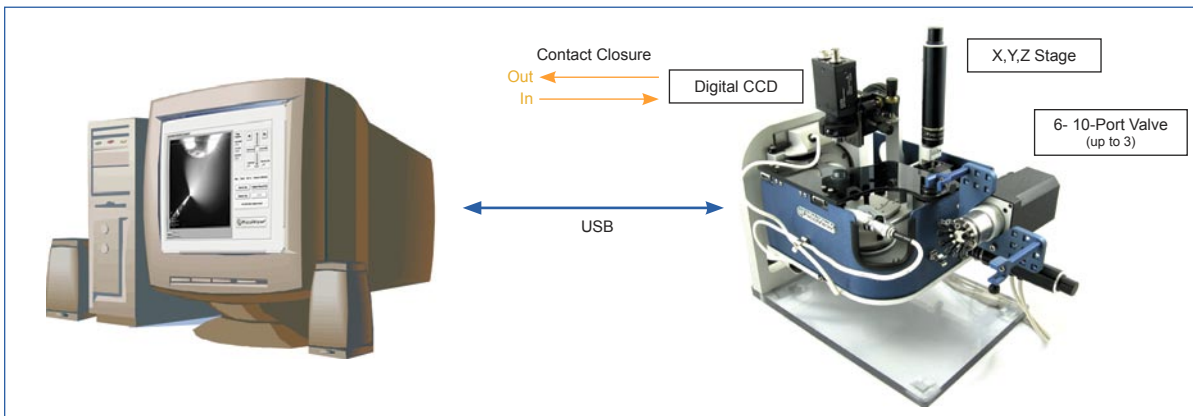 Contact Closure
Out
In
Digital CCD
X,Y,Z Stage
6- 10-Port Valve
(up to 3)
USB